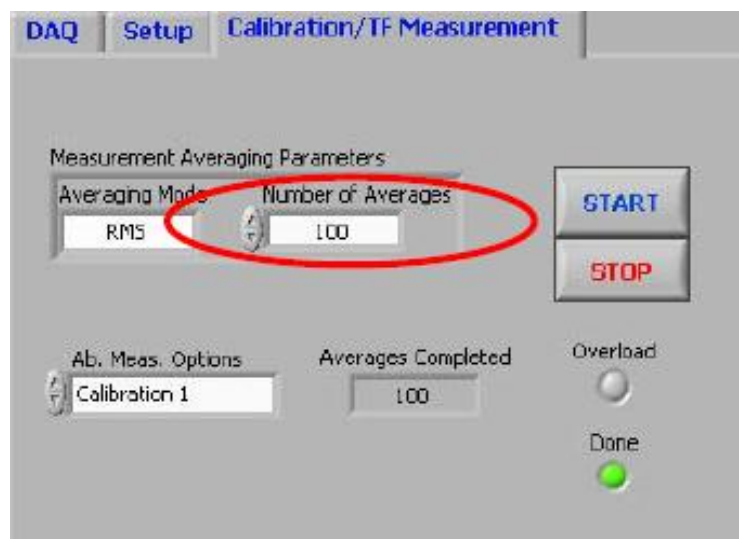 DAQ Setup Calibration/TF Measurement
Measurement Averaging Parameters
Averaging Mode Number of Averages
RMS 100
START
STOP
Ab. Meas. Options Averages Completed Overload
Calibration 1 100
Done